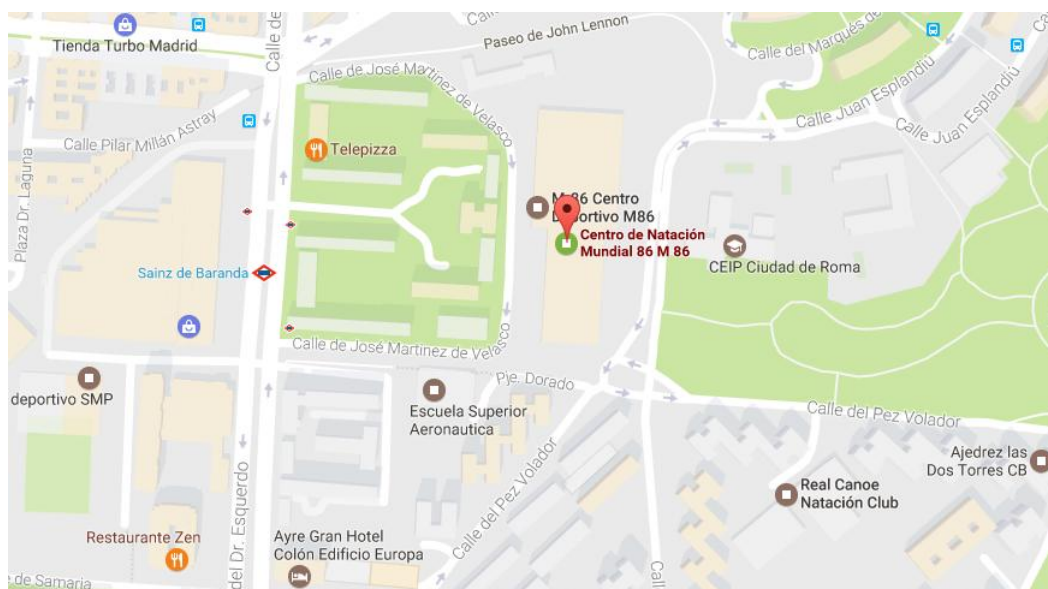 Tienda Turbo Madrid
Calle de
Paseo de John Lennon
Calle del Marqués de
Ca
Calle de José Martínez de Velasco
Calle Juan Esplandiú
Calle Juan Esplandiú
Calle Pilar Millán Astray
Telepizza
Plaza Dr. Laguna
M-86 Centro
Deportivo M86
Centro de Natación
Mundial 86 M 86
CEIP Ciudad de Roma
Sainz de Baranda
Calle de José Martínez de Velasco
Pje. Dorado
deportivo SMP
Escuela Superior
Aeronautica
Calle del Pez Volador
Ajedrez las
Dos Torres CB
Real Canoe
Natación Club
Calle del Pez Volador
del Dr. Esquerdo
Restaurante Zen
Ayre Gran Hotel
Colón Edificio Europa
Call
e de Samaria